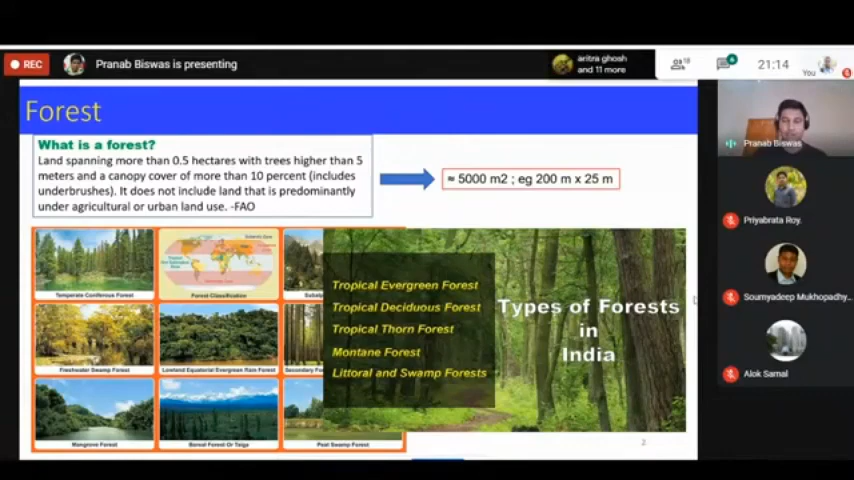 REC
Pranab Biswas is presenting
aritra ghosh
and 11 more
18
6
21:14
You
Forest
What is a forest?
Land spanning more than 0.5 hectares with trees higher than 5
meters and a canopy cover of more than 10 percent (includes
underbrushes). It does not include land that is predominantly
under agricultural or urban land use. -FAO
≈ 5000 m2 ; eg 200 m x 25 m
Temperate Coniferous Forest
Forest Classification
Freshwater Swamp Forest
Lowland Equatorial Evergreen Rain Forest
Secondary Fo
Mangrove Forest
Boreal Forest Or Taiga
Peat Swamp Forest
Tropical Evergreen Forest
Tropical Deciduous Forest
Tropical Thorn Forest
Montane Forest
Littoral and Swamp Forests
Types of Forests
in
India
2
Pranab Biswas
Priyabrata Roy.
Soumyadeep Mukhopadhy...
Alok Samal